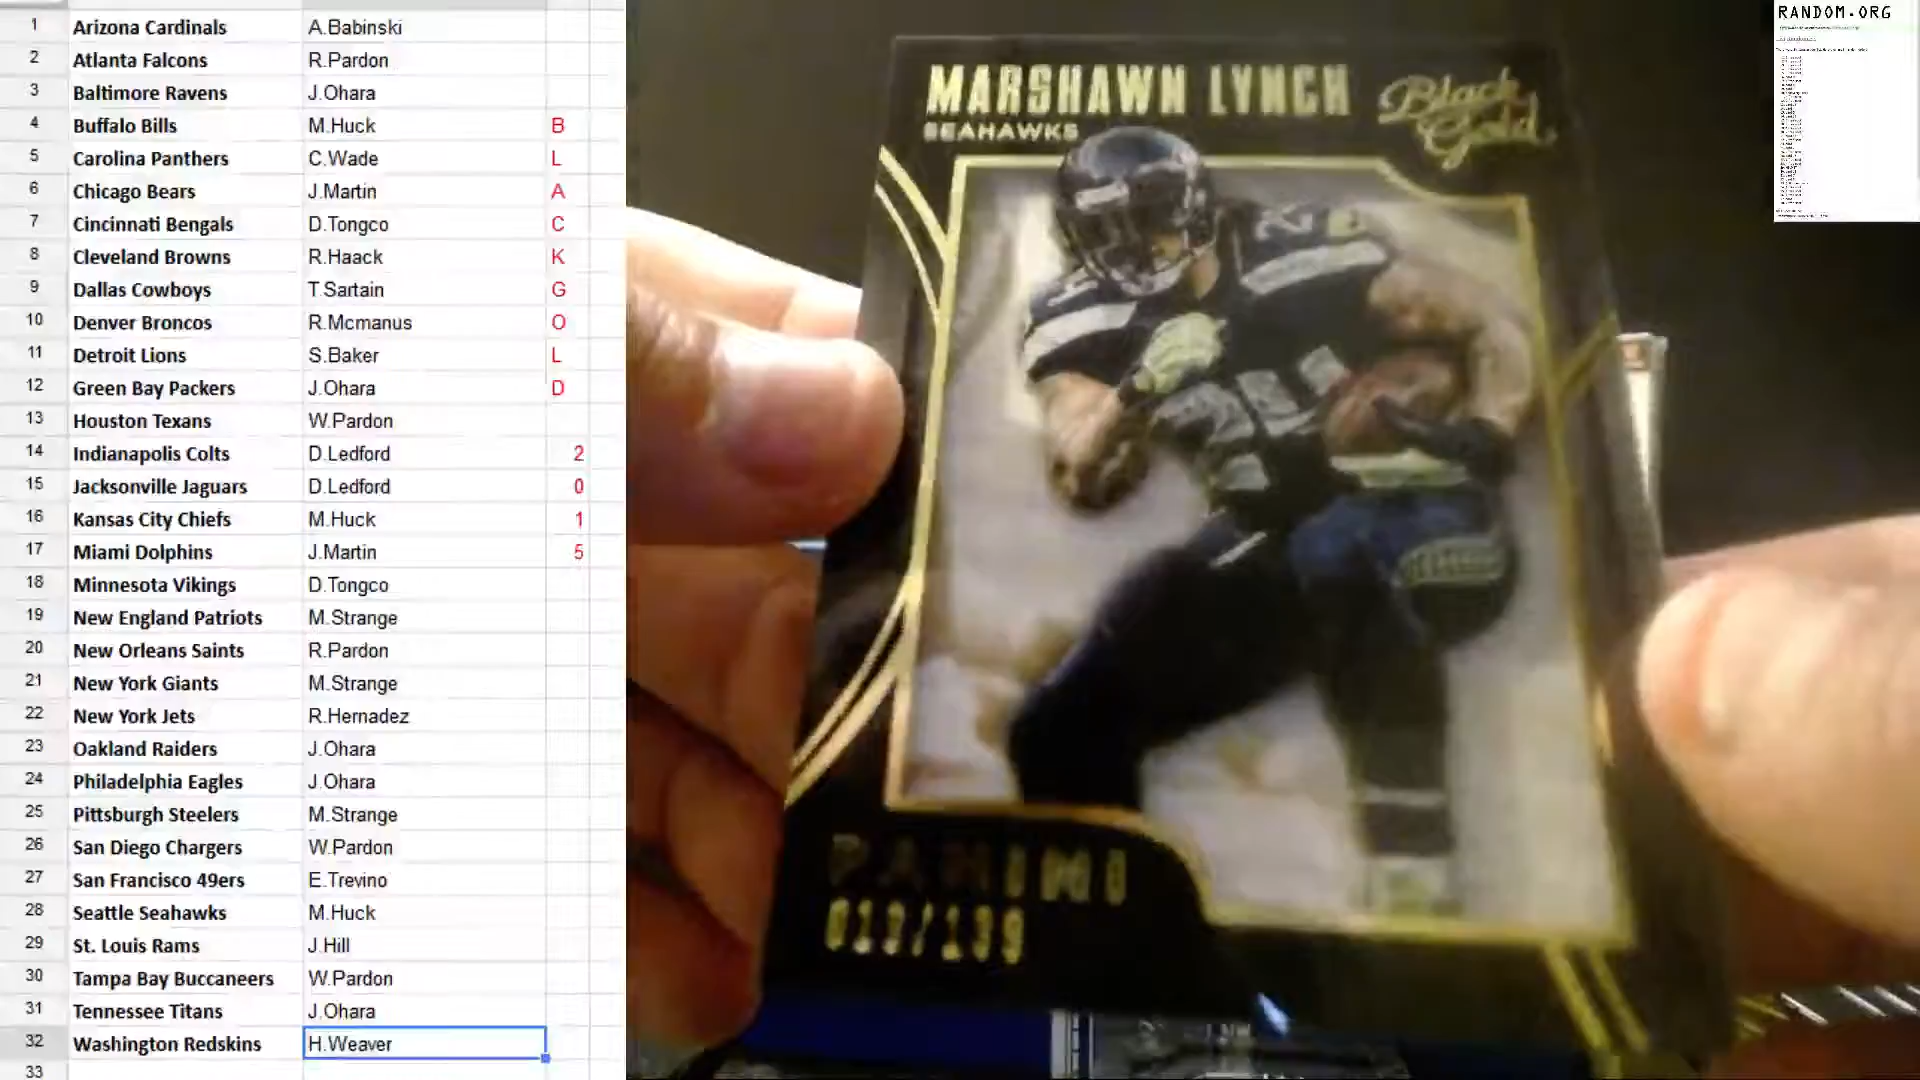 1 Arizona Cardinals A.Babinski
2 Atlanta Falcons R.Pardon
3 Baltimore Ravens J.Ohara
4 Buffalo Bills M.Huck B
5 Carolina Panthers C.Wade L
6 Chicago Bears J.Martin A
7 Cincinnati Bengals D.Tongco C
8 Cleveland Browns R.Haack K
9 Dallas Cowboys T.Sartain G
10 Denver Broncos R.Mcmanus O
11 Detroit Lions S.Baker L
12 Green Bay Packers J.Ohara D
13 Houston Texans W.Pardon
14 Indianapolis Colts D.Ledford 2
15 Jacksonville Jaguars D.Ledford 0
16 Kansas City Chiefs M.Huck 1
17 Miami Dolphins J.Martin 5
18 Minnesota Vikings D.Tongco
19 New England Patriots M.Strange
20 New Orleans Saints R.Pardon
21 New York Giants M.Strange
22 New York Jets R.Hernadez
23 Oakland Raiders J.Ohara
24 Philadelphia Eagles J.Ohara
25 Pittsburgh Steelers M.Strange
26 San Diego Chargers W.Pardon
27 San Francisco 49ers E.Trevino
28 Seattle Seahawks M.Huck
29 St. Louis Rams J.Hill
30 Tampa Bay Buccaneers W.Pardon
31 Tennessee Titans J.Ohara
32 Washington Redskins H.Weaver
33
MARSHAWN LYNCH
SEAHAWKS
Black
Gold
PANINI
RANDOM.ORG